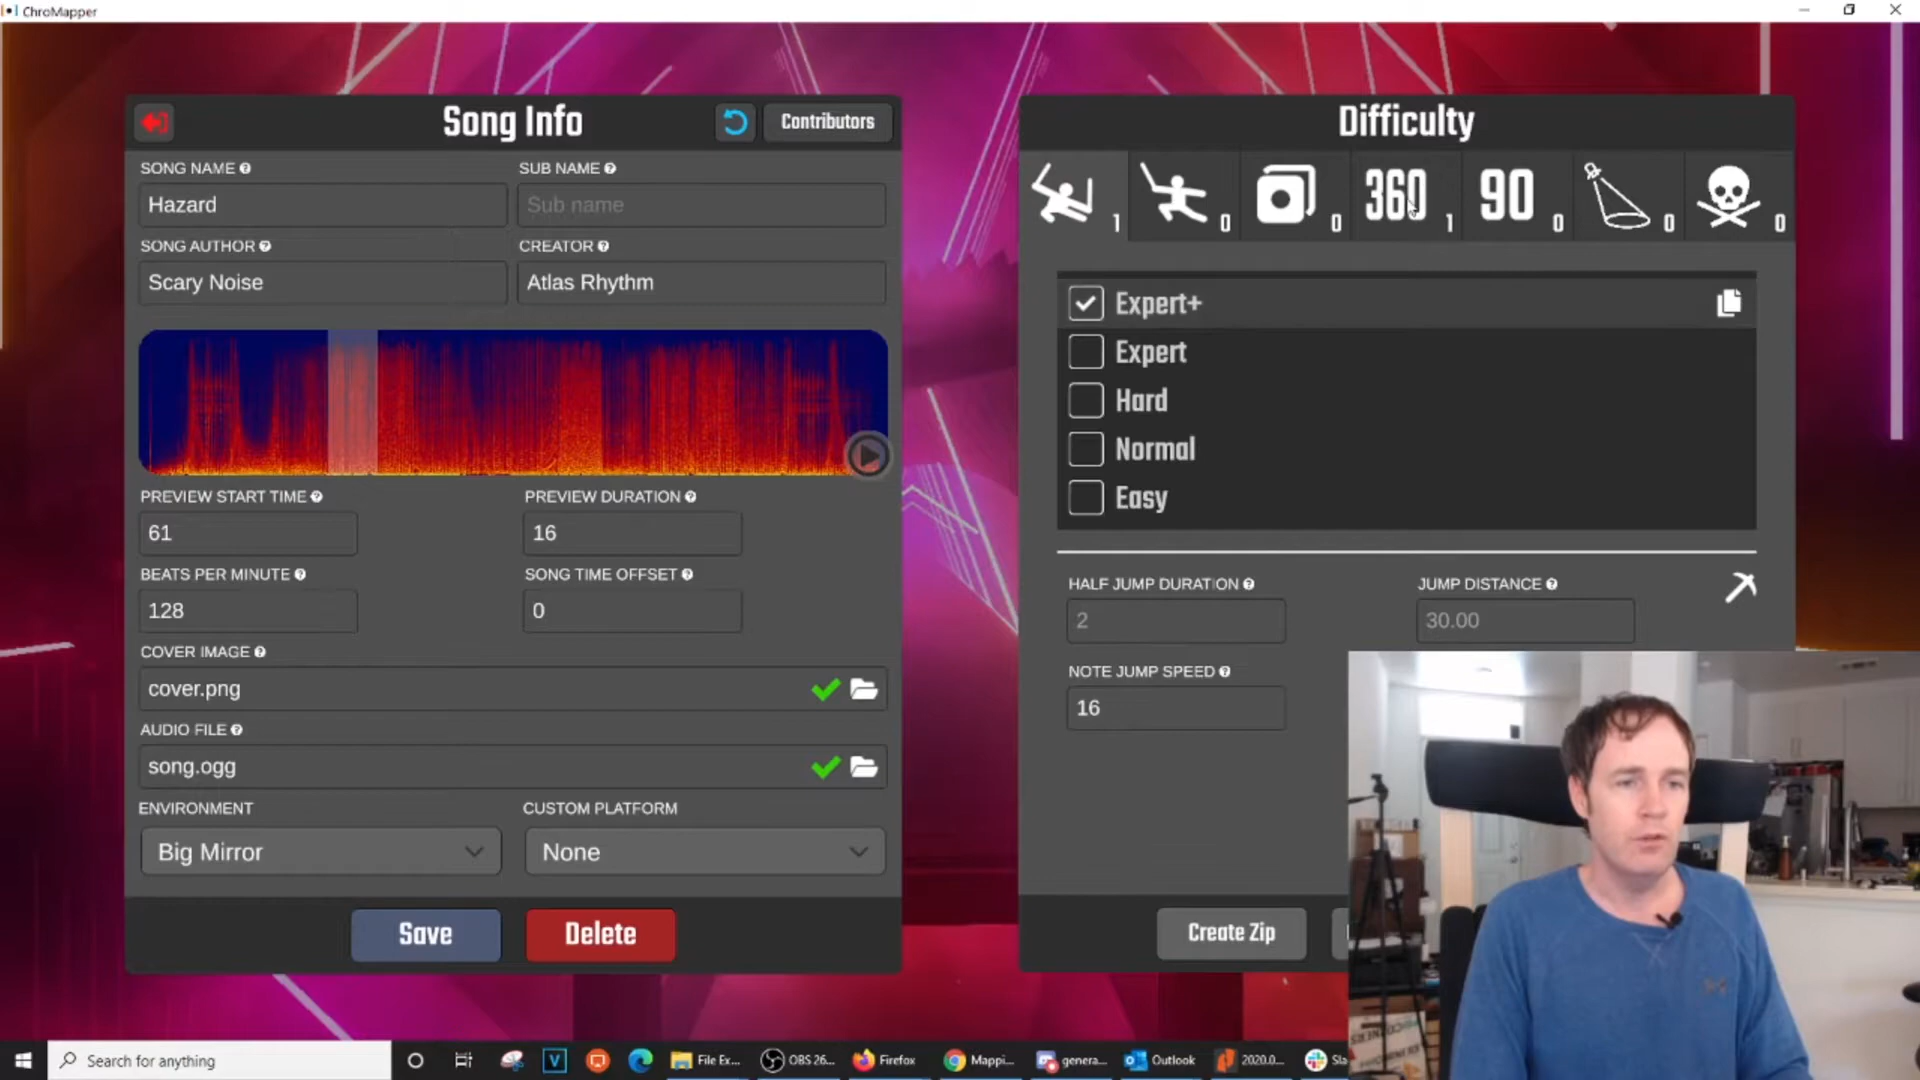 ChroMapper
Song Info
Contributors
SONG NAME
SUB NAME
Hazard
Sub name
SONG AUTHOR
CREATOR
Scary Noise
Atlas Rhythm
PREVIEW START TIME
PREVIEW DURATION
61
16
BEATS PER MINUTE
SONG TIME OFFSET
128
0
COVER IMAGE
cover.png
AUDIO FILE
song.ogg
ENVIRONMENT
CUSTOM PLATFORM
Big Mirror
None
Save
Delete
Difficulty
360
90
1
0
0
1
0
0
0
Expert+
Expert
Hard
Normal
Easy
HALF JUMP DURATION
JUMP DISTANCE
2
30.00
NOTE JUMP SPEED
16
Create Zip
Search for anything
V
File Ex...
OBS 26...
Firefox
Mappi...
genera...
Outlook
2020.0...
Sla